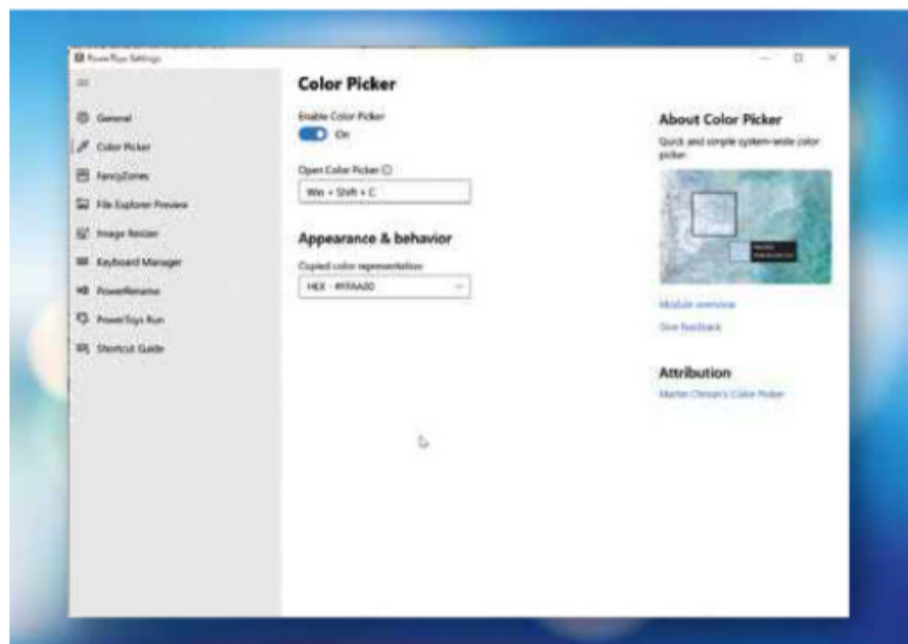 PowerToys Settings
General
Color Picker
FancyZones
File Explorer Preview
Image Resizer
Keyboard Manager
PowerRename
PowerToys Run
Shortcut Guide
Color Picker
Enable Color Picker
On
Open Color Picker
Win + Shift + C
Appearance & behavior
Copied color representation
HEX - #FFAA00
About Color Picker
Quick and simple system-wide color
picker.
Module overview
Give feedback
Attribution
Martin Chrzan's Color Picker